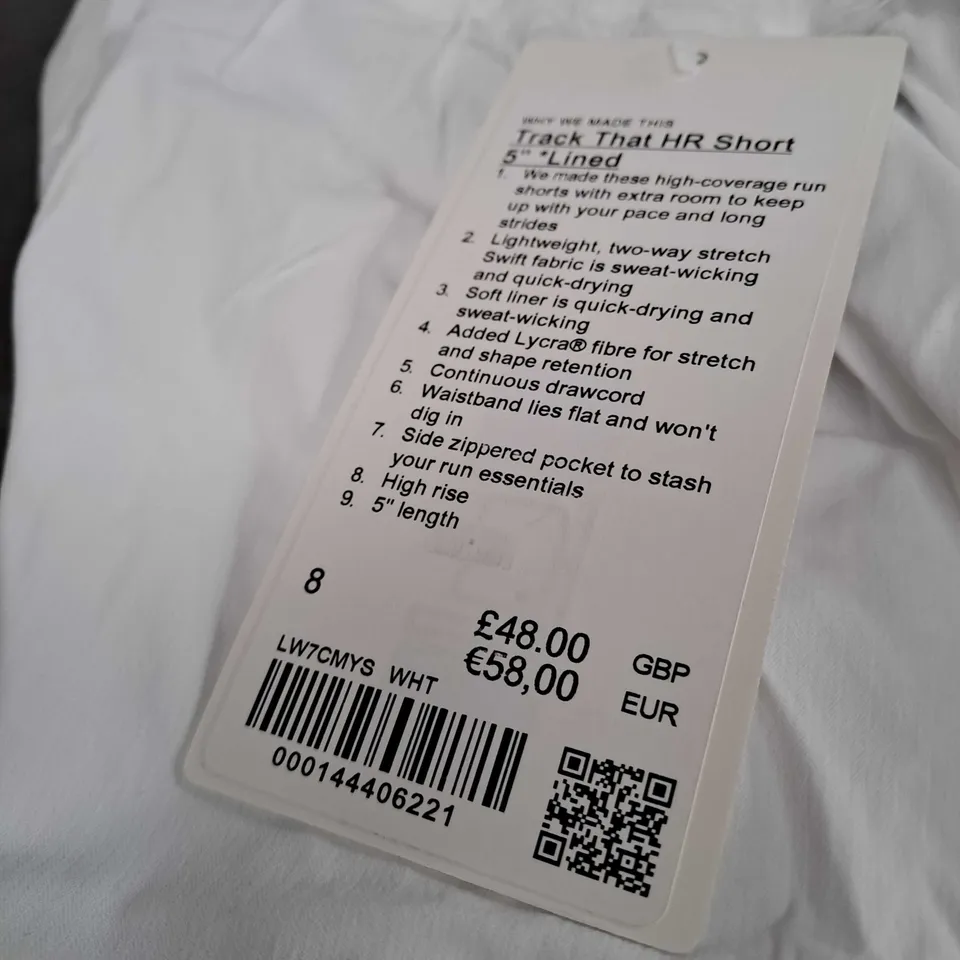 WHY WE MADE THIS
Track That HR Short
5" *Lined
1. We made these high-coverage run
shorts with extra room to keep
up with your pace and long
strides
2. Lightweight, two-way stretch
Swift fabric is sweat-wicking
and quick-drying
3. Soft liner is quick-drying and
sweat-wicking
4. Added Lycra® fibre for stretch
and shape retention
5. Continuous drawcord
6. Waistband lies flat and won't
dig in
7. Side zippered pocket to stash
your run essentials
8. High rise
9. 5" length
8
£48.00 GBP
€58,00 EUR
LW7CMYS WHT
000144406221